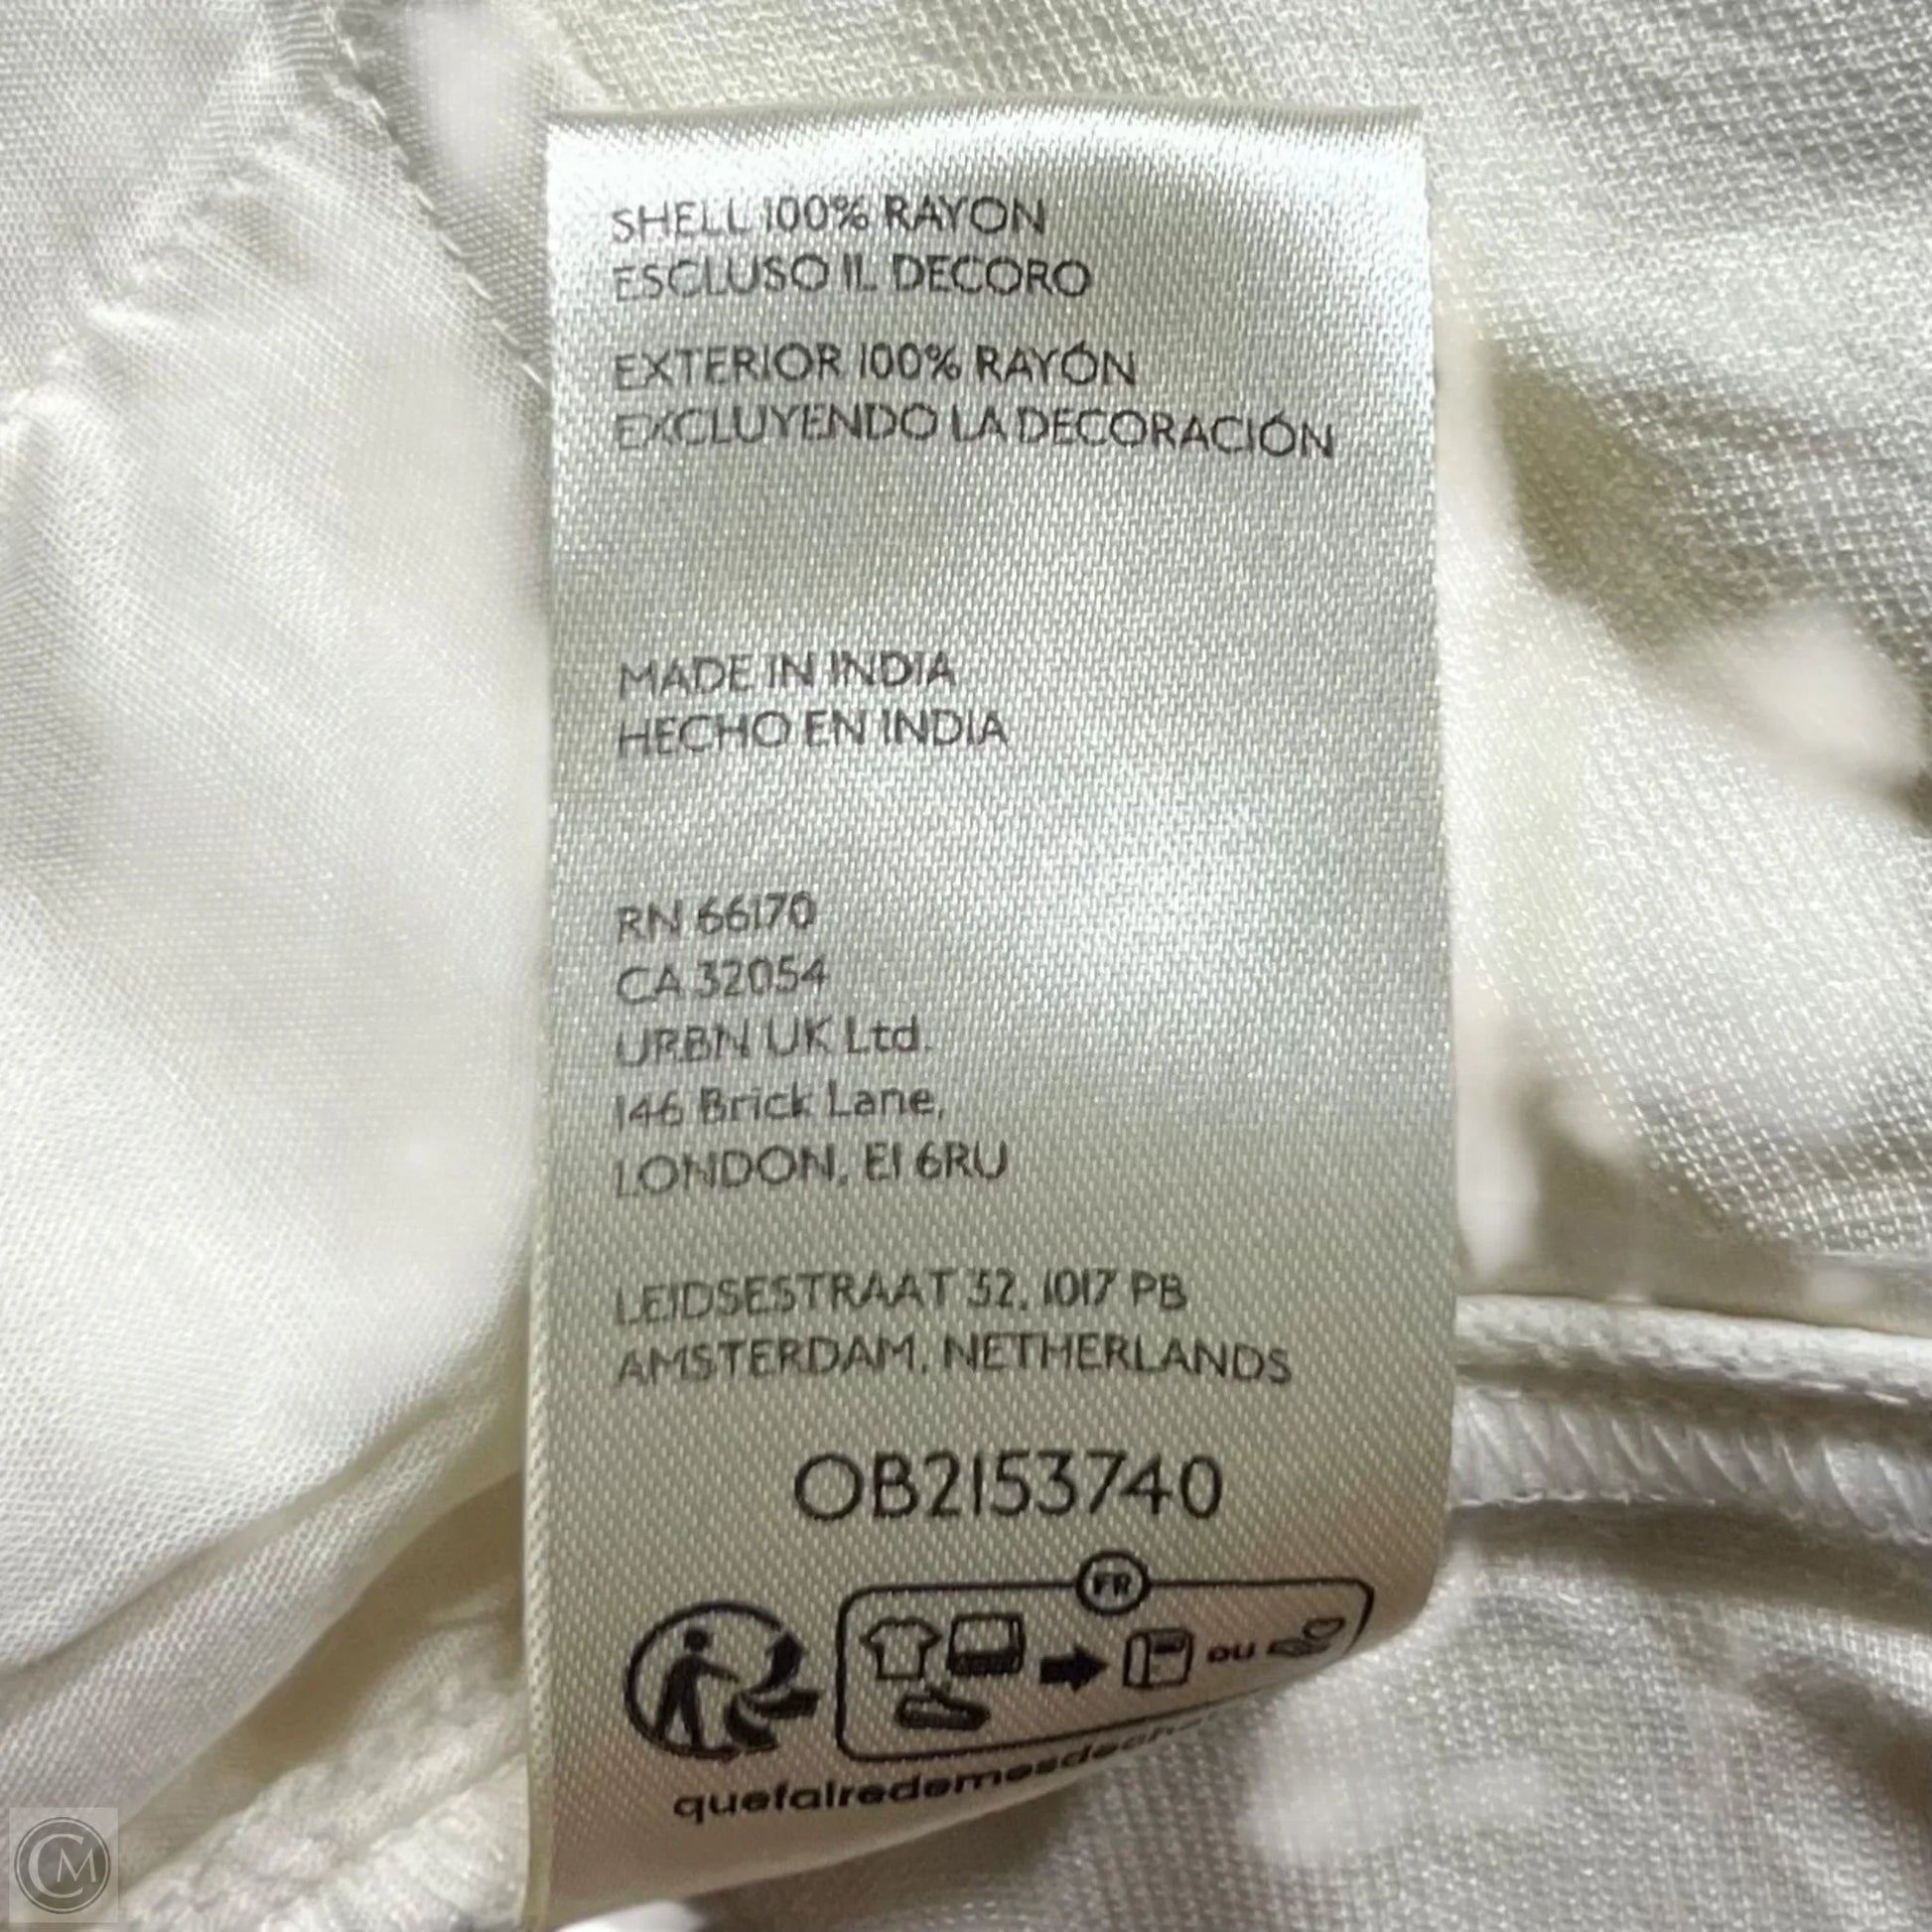 SHELL 100% RAYON
ESCLUSO IL DECORO
EXTERIOR 100% RAYÓN
EXCLUYENDO LA DECORACIÓN
MADE IN INDIA
HECHO EN INDIA
RN 66170
CA 32054
URBN UK Ltd.
146 Brick Lane,
LONDON, E1 6RU
LEIDSESTRAAT 52, 1017 PB
AMSTERDAM, NETHERLANDS
OB2153740
FR
ou
CM